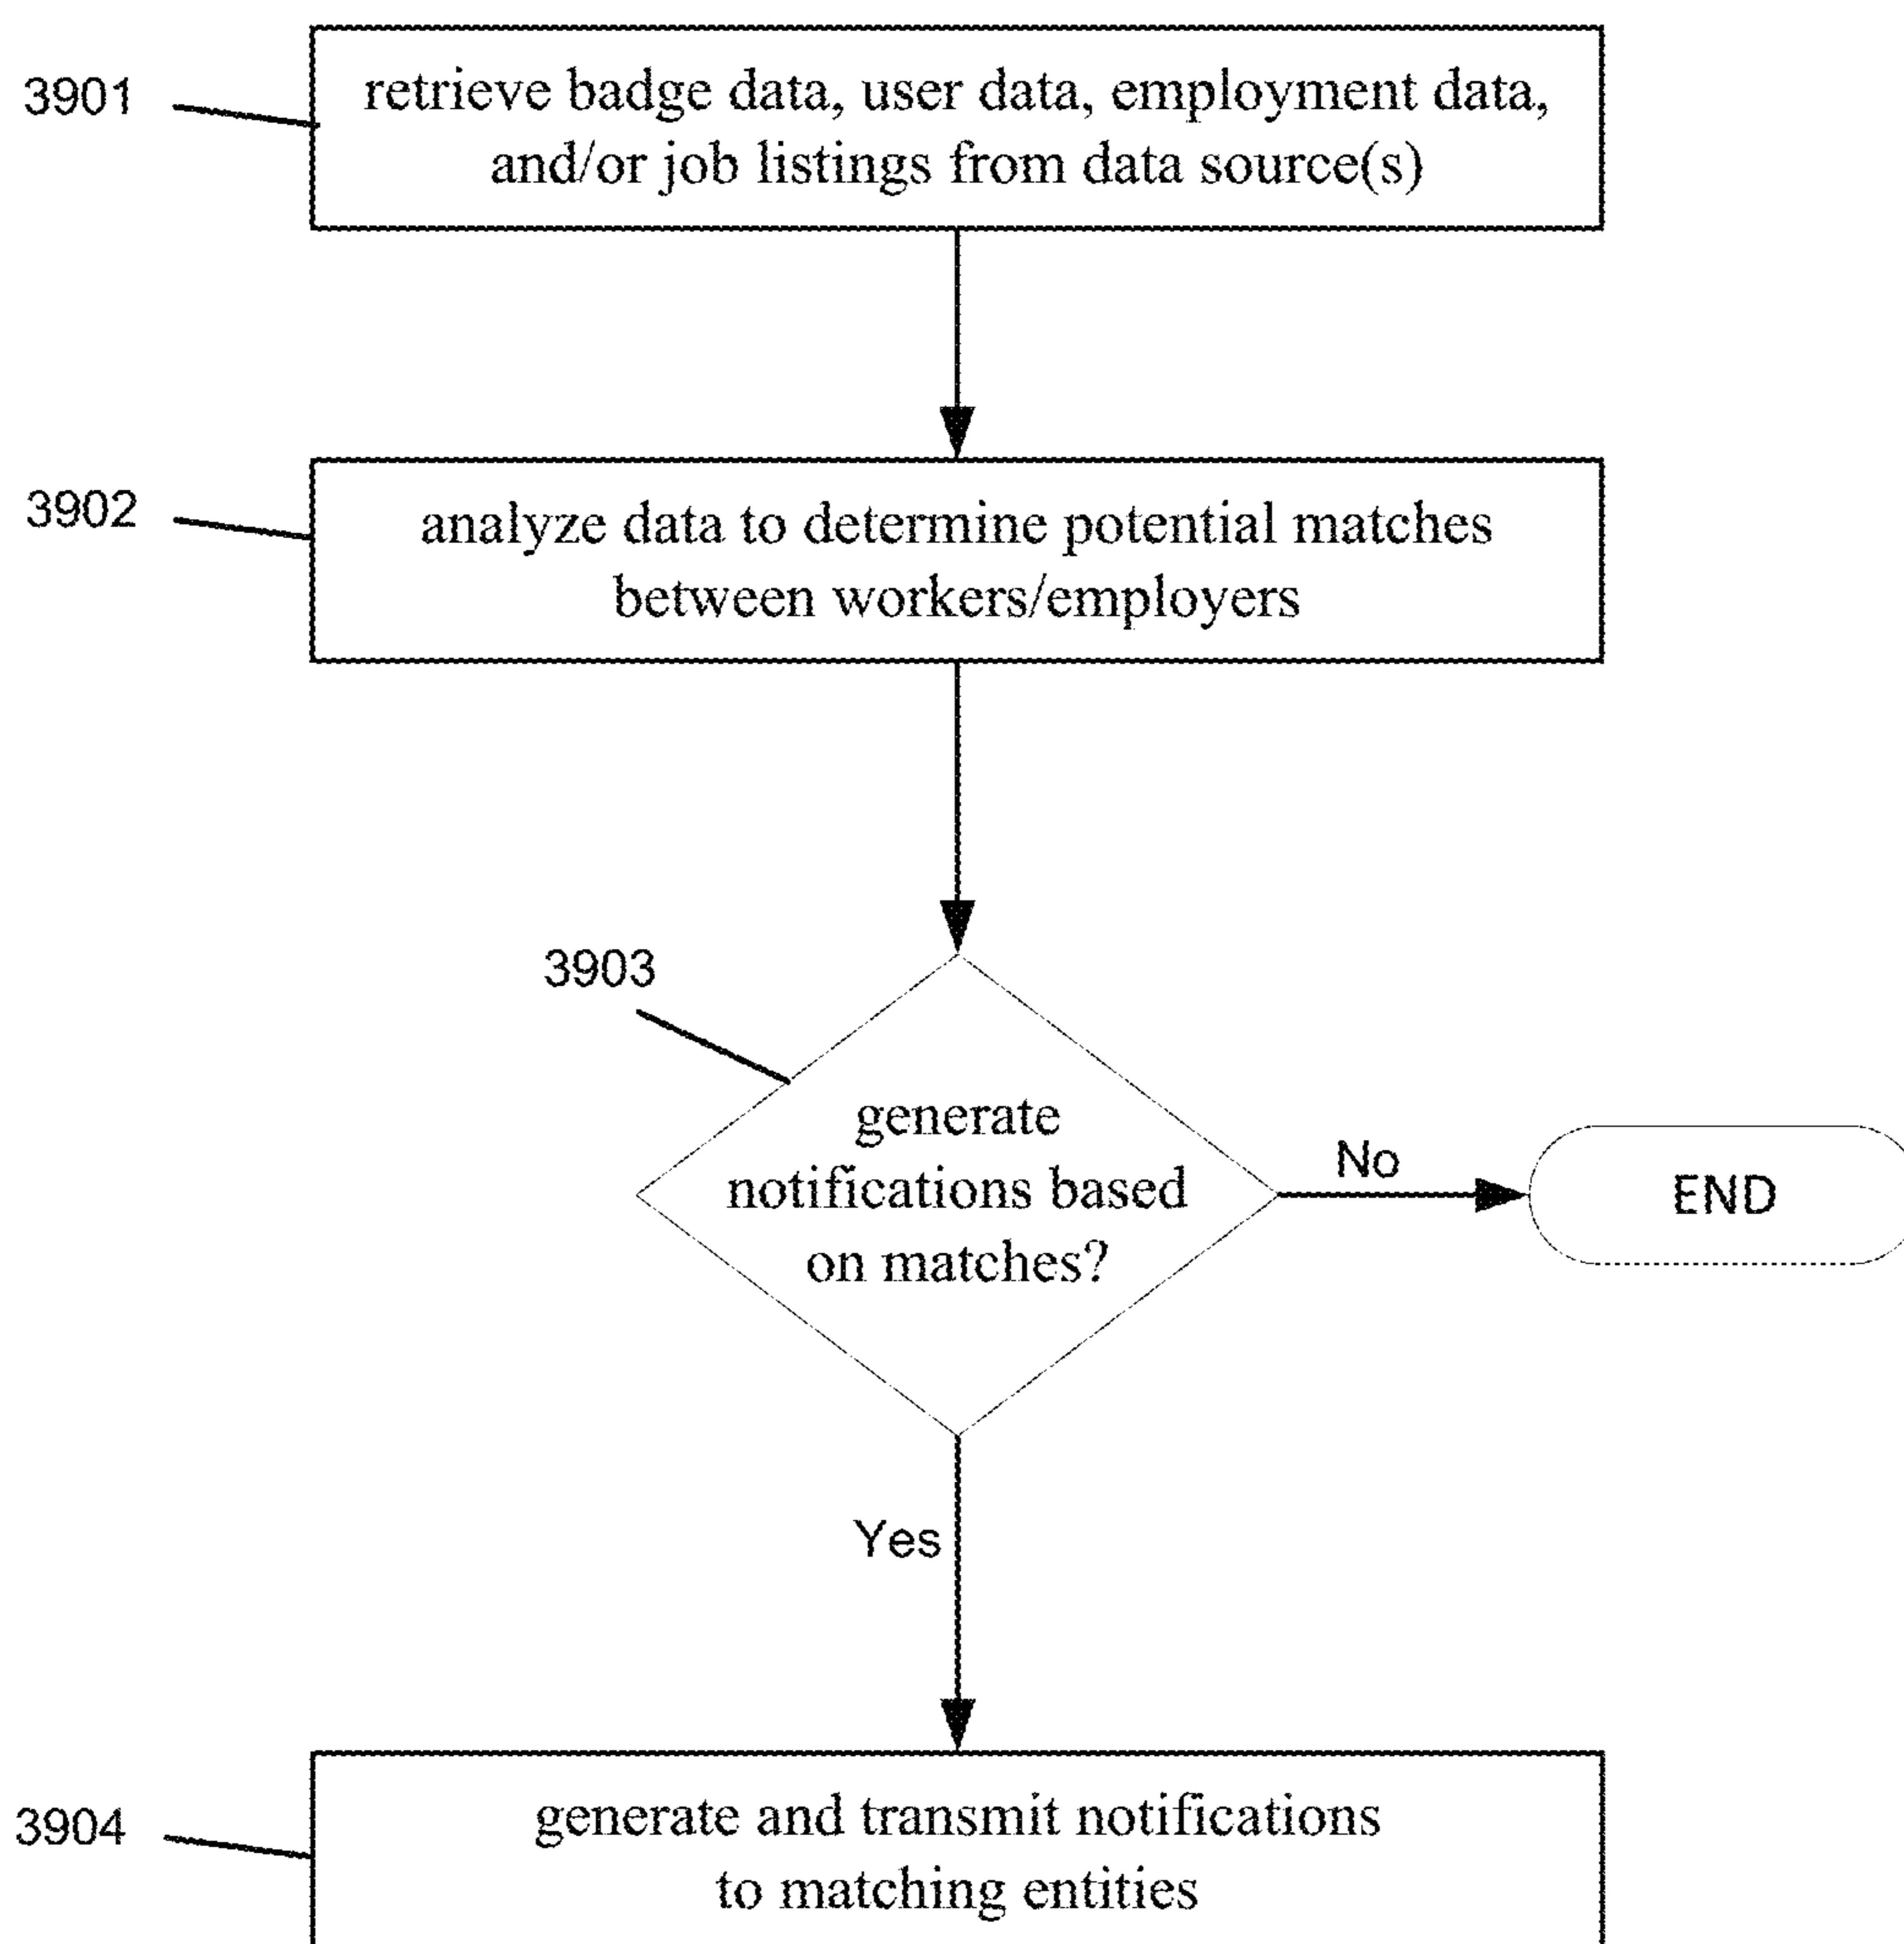 3901
retrieve badge data, user data, employment data,
and/or job listings from data source(s)
3902
analyze data to determine potential matches
between workers/employers
3903
generate
notifications based
on matches?
No
END
Yes
3904
generate and transmit notifications
to matching entities